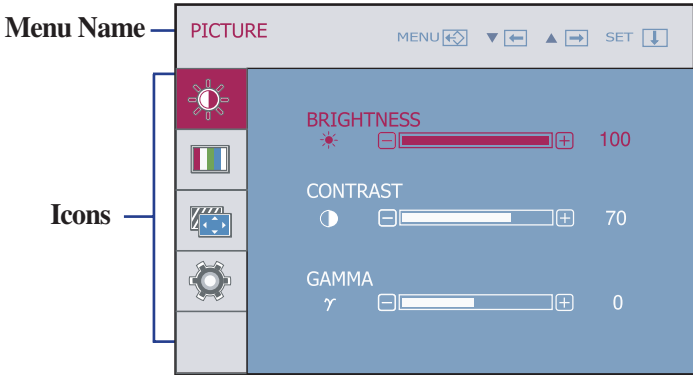 Menu Name
PICTURE
MENU ▼ ▲ SET
Icons
BRIGHTNESS
100
CONTRAST
70
GAMMA
γ 0